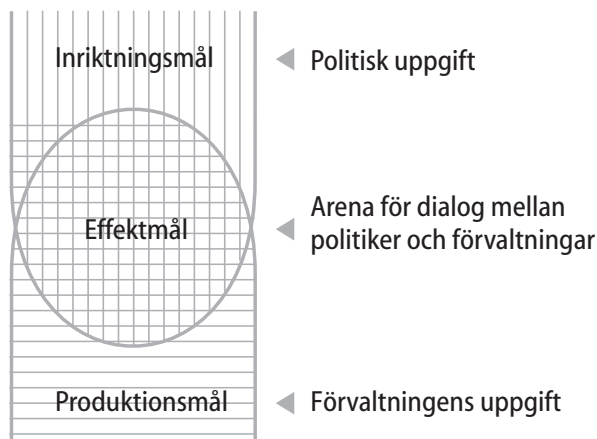 Inriktningsmål
Politisk uppgift
Effektmål
Arena för dialog mellan
politiker och förvaltningar
Produktionsmål
Förvaltningens uppgift